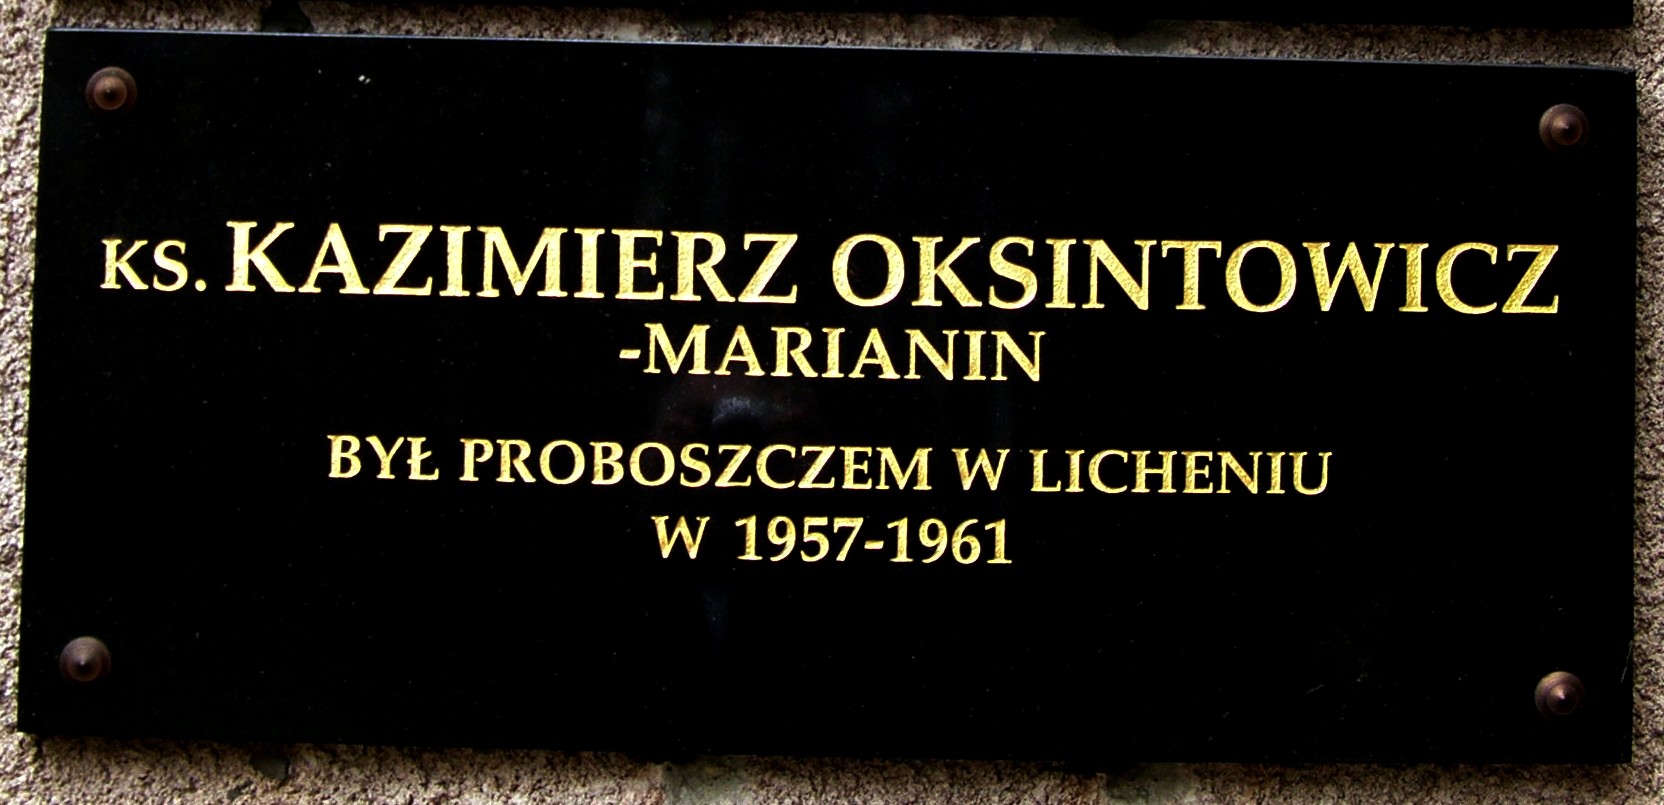 KS. KAZIMIERZ OKSINTOWICZ
-MARIANIN
BYŁ PROBOSZCZEM W LICHENIU
W 1957-1961